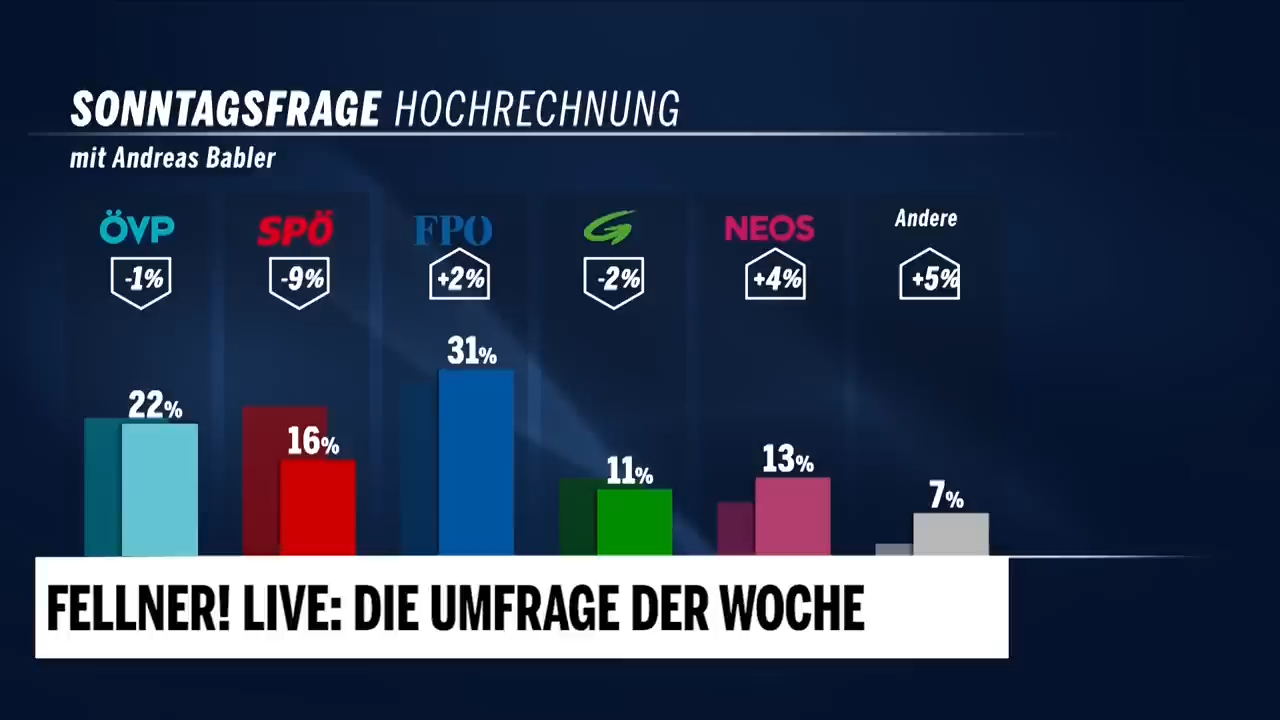 SONNTAGSFRAGE HOCHRECHNUNG
mit Andreas Babler
ÖVP SPÖ FPÖ G NEOS Andere
-1% -9% +2% -2% +4% +5%
22% 16% 31% 11% 13% 7%
FELLNER! LIVE: DIE UMFRAGE DER WOCHE